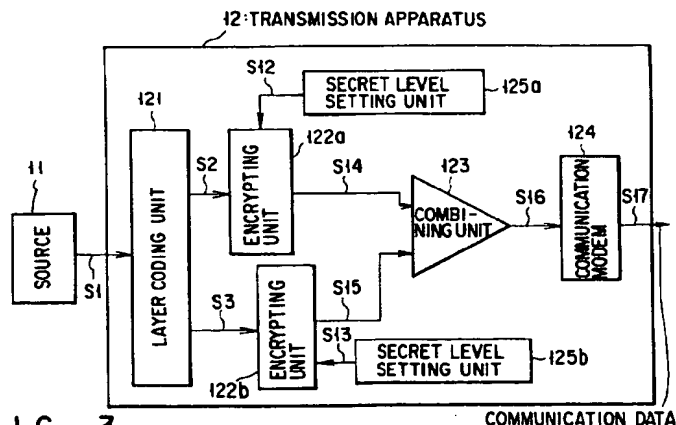 12:TRANSMISSION APPARATUS
S12
SECRET LEVEL
SETTING UNIT
125a
121
122a
124
11
S2
ENCRYPTING
UNIT
S14
123
S16
S17
SOURCE
S1
LAYER CODING UNIT
COMBI-
NING UNIT
COMMUNICATION
MODEM
S3
ENCRYPTING
UNIT
S15
S13
122b
SECRET LEVEL
SETTING UNIT
125b
COMMUNICATION DATA